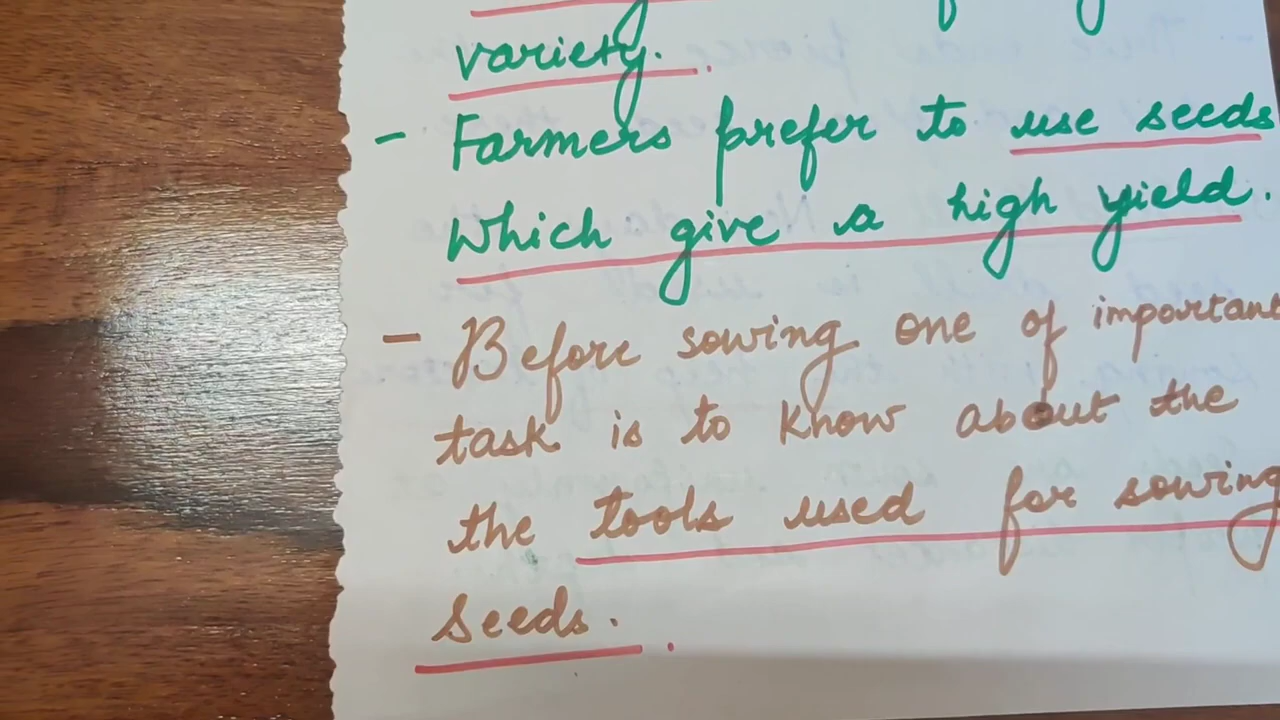 variety.
- Farmers prefer to use seeds
which give a high yield.
- Before sowing one of important
task is to know about the
the tools used for sowing
seeds.